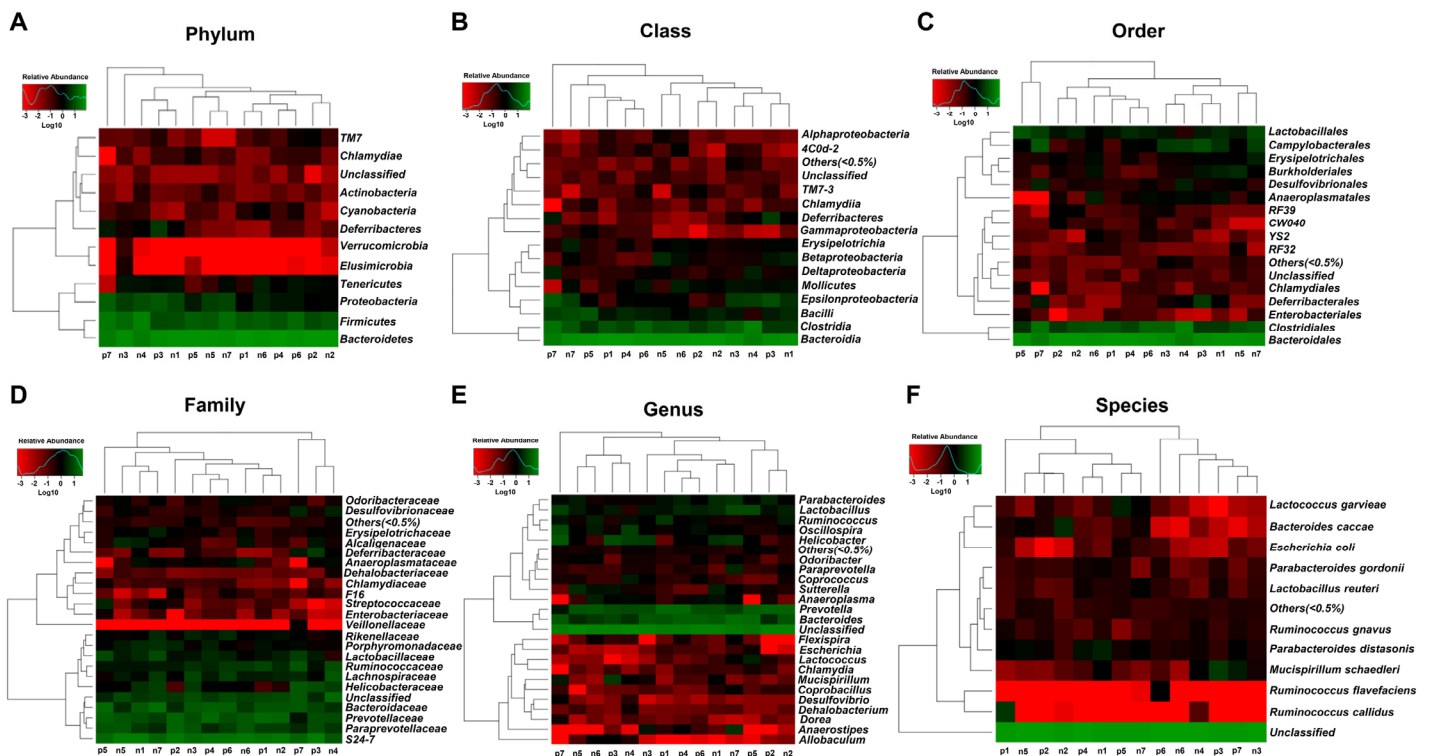 A
Phylum
Relative Abundance
-3 -2 -1 0 1
Log10
TM7
Chlamydiae
Unclassified
Actinobacteria
Cyanobacteria
Deferribacteres
Verrucomicrobia
Elusimicrobia
Tenericutes
Proteobacteria
Firmicutes
Bacteroidetes
p7 n3 n4 p3 n1 p5 n5 n7 p1 n6 p4 p6 p2 n2
B
Class
Relative Abundance
-3 -2 -1 0 1
Log10
Alphaproteobacteria
4C0d-2
Others(<0.5%)
Unclassified
TM7-3
Chlamydiia
Deferribacteres
Gammaproteobacteria
Erysipelotrichia
Betaproteobacteria
Deltaproteobacteria
Mollicutes
Epsilonproteobacteria
Bacilli
Clostridia
Bacteroidia
p7 n7 p5 p1 p4 p6 n5 n6 p2 n2 n3 n4 p3 n1
C
Order
Relative Abundance
-3 -2 -1 0 1
Log10
Lactobacillales
Campylobacterales
Erysipelotrichales
Burkholderiales
Desulfovibrionales
Anaeroplasmatales
RF39
CW040
YS2
RF32
Others(<0.5%)
Unclassified
Chlamydiales
Deferribacterales
Enterobacteriales
Clostridiales
Bacteroidales
p5 p7 p2 n2 n6 p1 p4 p6 n3 n4 p3 n1 n5 n7
D
Family
Relative Abundance
-3 -2 -1 0 1
Log10
Odoribacteraceae
Desulfovibrionaceae
Others(<0.5%)
Erysipelotrichaceae
Alcaligenaceae
Deferribacteraceae
Anaeroplasmataceae
Dehalobacteriaceae
Chlamydiaceae
F16
Streptococcaceae
Enterobacteriaceae
Veillonellaceae
Rikenellaceae
Porphyromonadaceae
Lactobacillaceae
Ruminococcaceae
Lachnospiraceae
Helicobacteraceae
Unclassified
Bacteroidaceae
Prevotellaceae
Paraprevotellaceae
S24-7
p5 n5 n1 n7 p2 n3 p4 p6 n6 p1 n2 p7 p3 n4
E
Genus
Relative Abundance
-3 -2 -1 0 1
Log10
Parabacteroides
Lactobacillus
Ruminococcus
Oscillospira
Helicobacter
Others(<0.5%)
Odoribacter
Paraprevotella
Coprococcus
Sutterella
Anaeroplasma
Prevotella
Bacteroides
Unclassified
Flexispira
Escherichia
Lactococcus
Chlamydia
Mucispirillum
Coprobacillus
Desulfovibrio
Dehalobacterium
Dorea
Anaerostipes
Allobaculum
p7 n5 n6 p3 n4 n3 p1 p4 p6 n1 n7 p5 p2 n2
F
Species
Relative Abundance
-3 -2 -1 0 1
Log10
Lactococcus garvieae
Bacteroides caccae
Escherichia coli
Parabacteroides gordonii
Lactobacillus reuteri
Others(<0.5%)
Ruminococcus gnavus
Parabacteroides distasonis
Mucispirillum schaedleri
Ruminococcus flavefaciens
Ruminococcus callidus
Unclassified
p1 n5 p2 n2 p4 n1 p5 n7 p6 n6 n4 p3 p7 n3